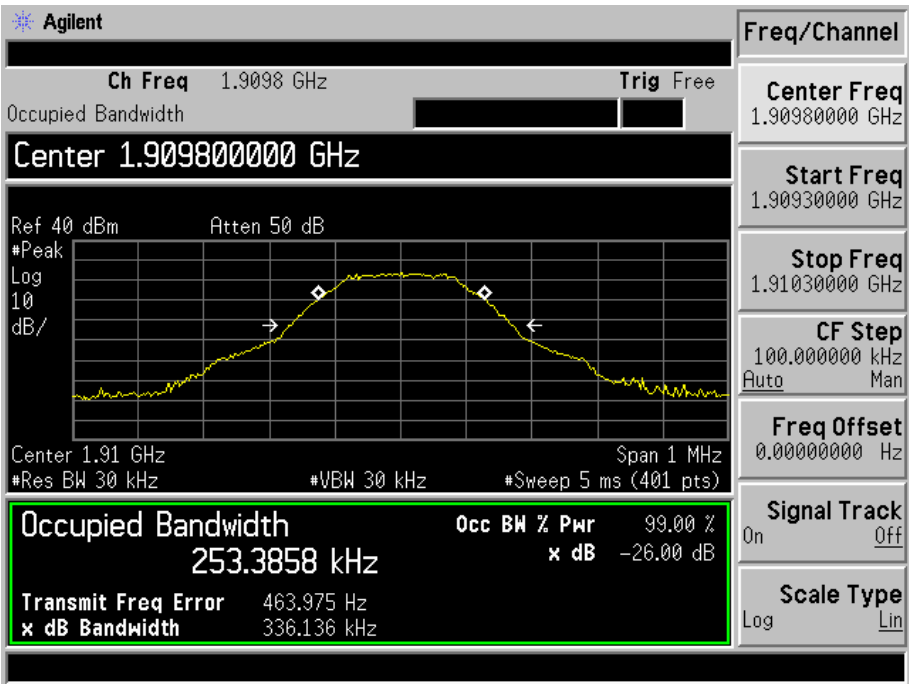 Agilent
Ch Freq 1.9098 GHz Trig Free
Occupied Bandwidth
Center 1.909800000 GHz
Ref 40 dBm Atten 50 dB
#Peak
Log
10
dB/
Center 1.91 GHz Span 1 MHz
#Res BW 30 kHz #VBW 30 kHz #Sweep 5 ms (401 pts)
Occupied Bandwidth Occ BW % Pwr 99.00 %
253.3858 kHz x dB -26.00 dB
Transmit Freq Error 463.975 Hz
x dB Bandwidth 336.136 kHz
Freq/Channel
Center Freq
1.90980000 GHz
Start Freq
1.90930000 GHz
Stop Freq
1.91030000 GHz
CF Step
100.000000 kHz
Auto Man
Freq Offset
0.00000000 Hz
Signal Track
On Off
Scale Type
Log Lin